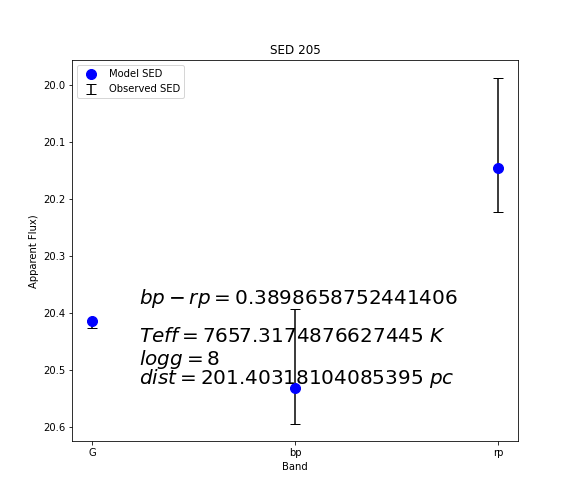 SED 205
Model SED
Observed SED
20.0
20.1
20.2
20.3
20.4
20.5
20.6
Apparent Flux)
bp − rp = 0.3898658752441406
Teff = 7657.3174876627445 K
logg = 8
dist = 201.40318104085395 pc
G bp rp
Band